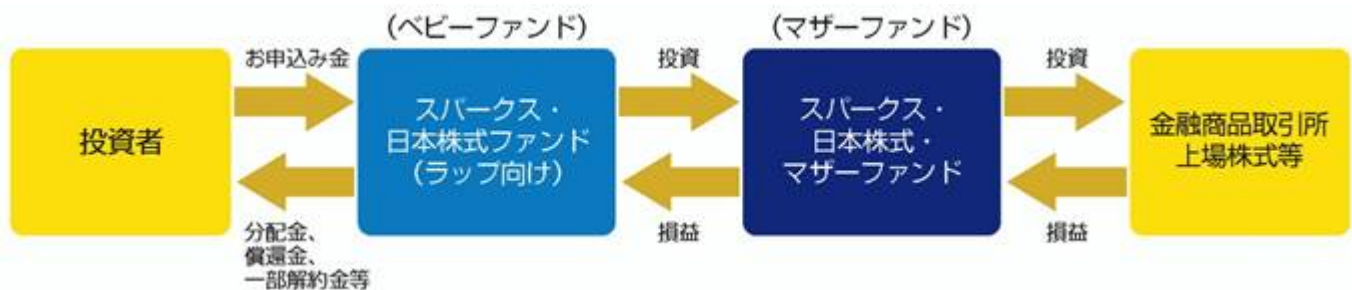 (ベビーファンド)
(マザーファンド)
投資者
お申込み金
分配金、
償還金、
一部解約金等
スパークス・
日本株式ファンド
(ラップ向け)
投資
損益
スパークス・
日本株式・
マザーファンド
投資
損益
金融商品取引所
上場株式等